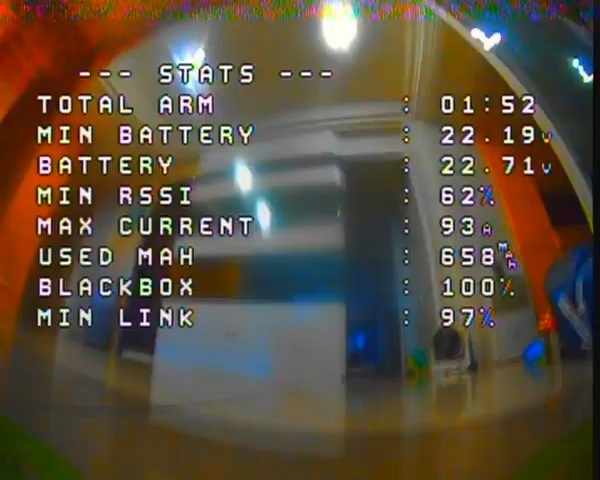 --- STATS ---
TOTAL ARM : 01:52
MIN BATTERY : 22.19V
BATTERY : 22.71V
MIN RSSI : 62%
MAX CURRENT : 93A
USED MAH : 658MAH
BLACKBOX : 100%
MIN LINK : 97%